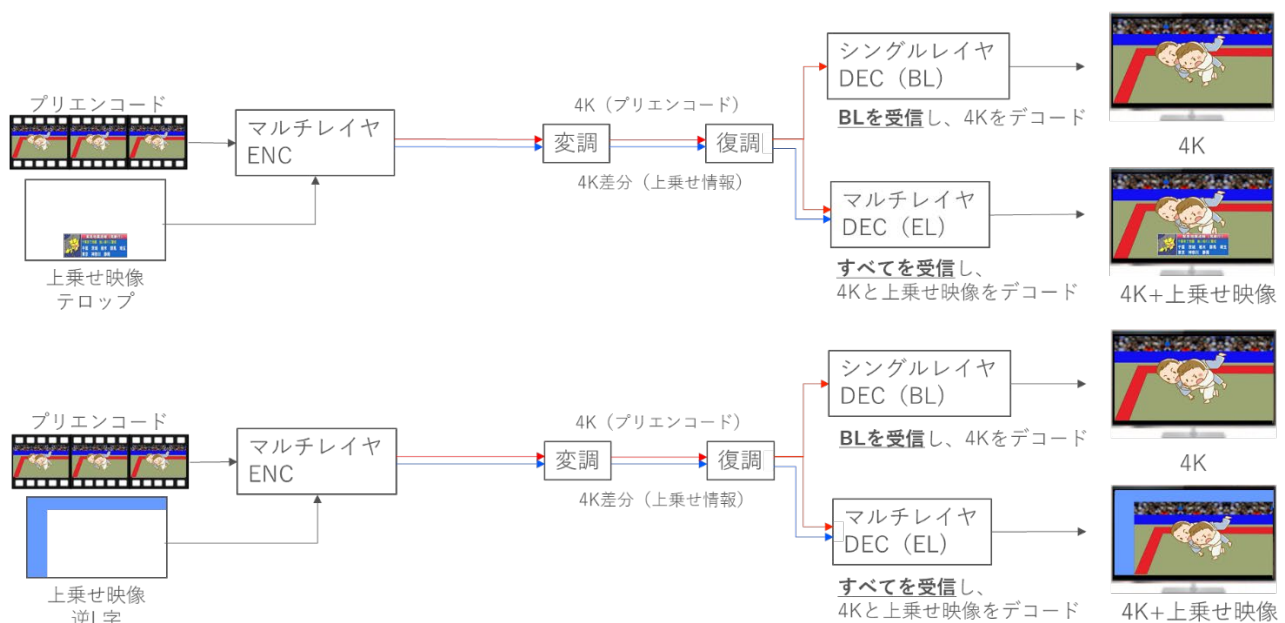 プリエンコード
上乗せ映像
テロップ
マルチレイヤ
ENC
4K（プリエンコード）
変調
復調
4K差分（上乗せ情報）
シングルレイヤ
DEC（BL）
BLを受信し、4Kをデコード
マルチレイヤ
DEC（EL）
すべてを受信し、
4Kと上乗せ映像をデコード
4K
4K+上乗せ映像
プリエンコード
上乗せ映像
逆L字
マルチレイヤ
ENC
4K（プリエンコード）
変調
復調
4K差分（上乗せ情報）
シングルレイヤ
DEC（BL）
BLを受信し、4Kをデコード
マルチレイヤ
DEC（EL）
すべてを受信し、
4Kと上乗せ映像をデコード
4K
4K+上乗せ映像